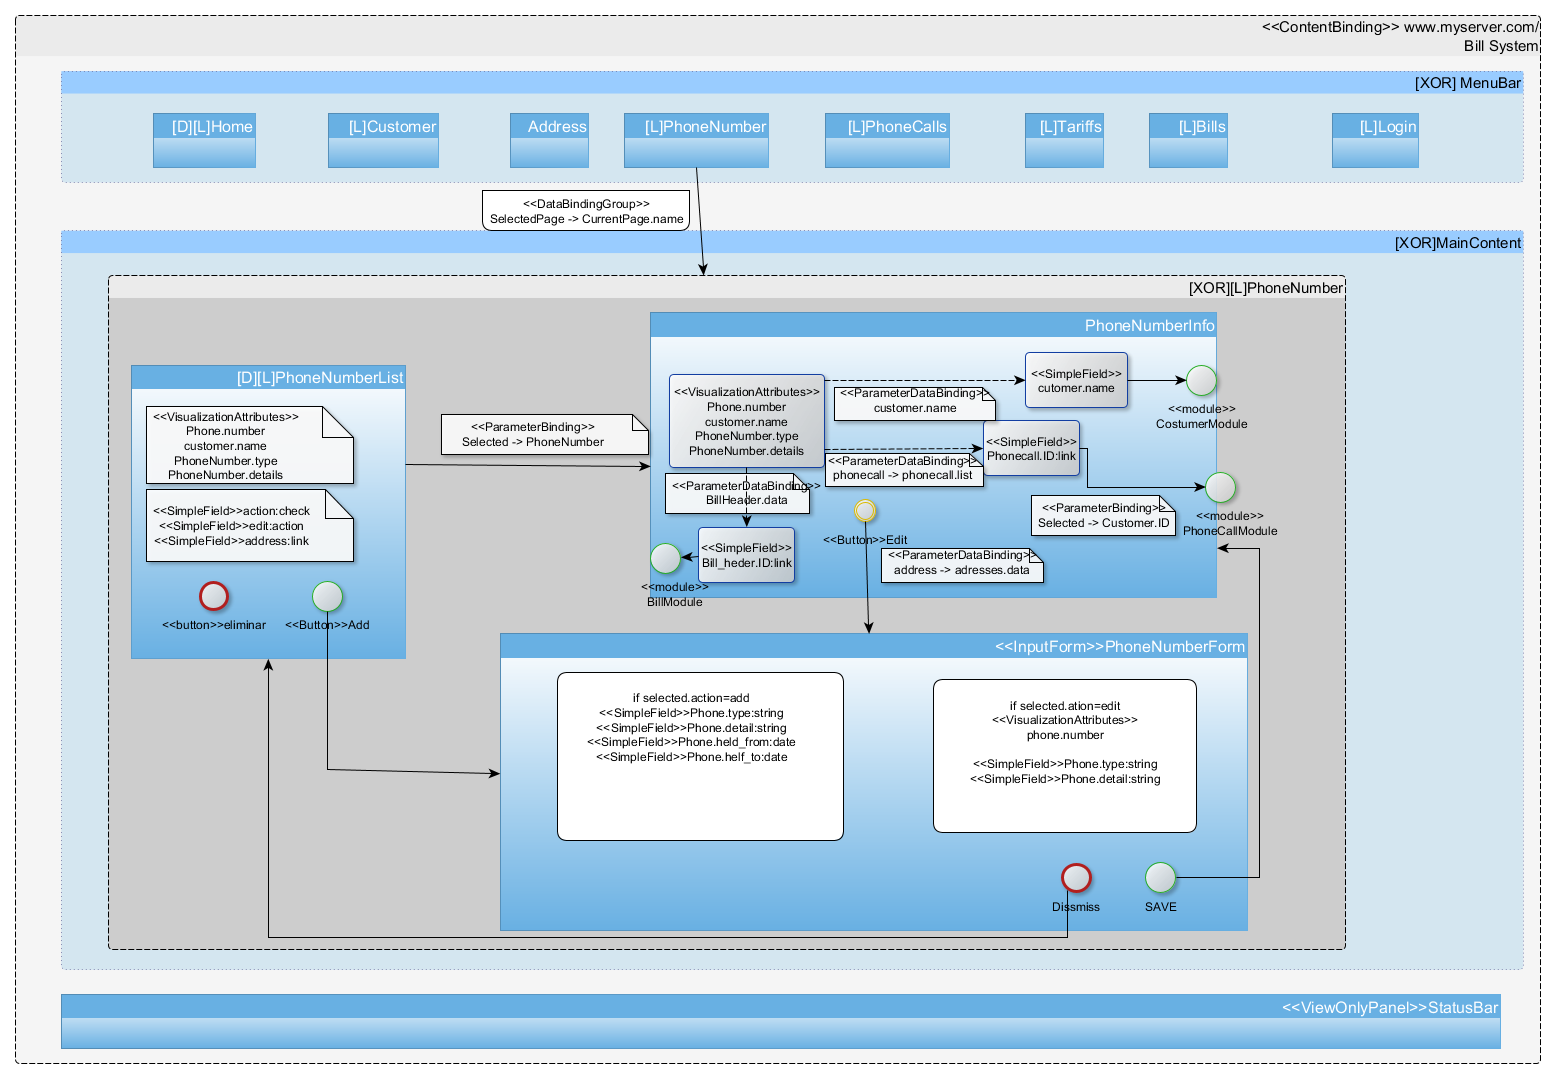 <<ContentBinding>> www.myserver.com/
Bill System
[XOR] MenuBar
[D][L]Home
[L]Customer
Address
[L]PhoneNumber
[L]PhoneCalls
[L]Tariffs
[L]Bills
[L]Login
<<DataBindingGroup>>
SelectedPage -> CurrentPage.name
[XOR]MainContent
[XOR][L]PhoneNumber
[D][L]PhoneNumberList
<<VisualizationAttributes>>
Phone.number
customer.name
PhoneNumber.type
PhoneNumber.details
<<SimpleField>>action:check
<<SimpleField>>edit:action
<<SimpleField>>address:link
<<button>>eliminar
<<Button>>Add
<<ParameterBinding>>
Selected -> PhoneNumber
PhoneNumberInfo
<<VisualizationAttributes>>
Phone.number
customer.name
PhoneNumber.type
PhoneNumber.details
<<ParameterDataBinding>>
customer.name
<<SimpleField>>
cutomer.name
<<module>>
CostumerModule
<<ParameterDataBinding>>
phonecall -> phonecall.list
<<SimpleField>>
Phonecall.ID:link
<<ParameterBinding>>
Selected -> Customer.ID
<<module>>
PhoneCallModule
<<ParameterDataBinding>>
BillHeader.data
<<SimpleField>>
Bill_heder.ID:link
<<module>>
BillModule
<<Button>>Edit
<<ParameterDataBinding>>
address -> adresses.data
<<InputForm>>PhoneNumberForm
if selected.action=add
<<SimpleField>>Phone.type:string
<<SimpleField>>Phone.detail:string
<<SimpleField>>Phone.held_from:date
<<SimpleField>>Phone.helf_to:date
if selected.ation=edit
<<VisualizationAttributes>>
phone.number
<<SimpleField>>Phone.type:string
<<SimpleField>>Phone.detail:string
Dissmiss
SAVE
<<ViewOnlyPanel>>StatusBar